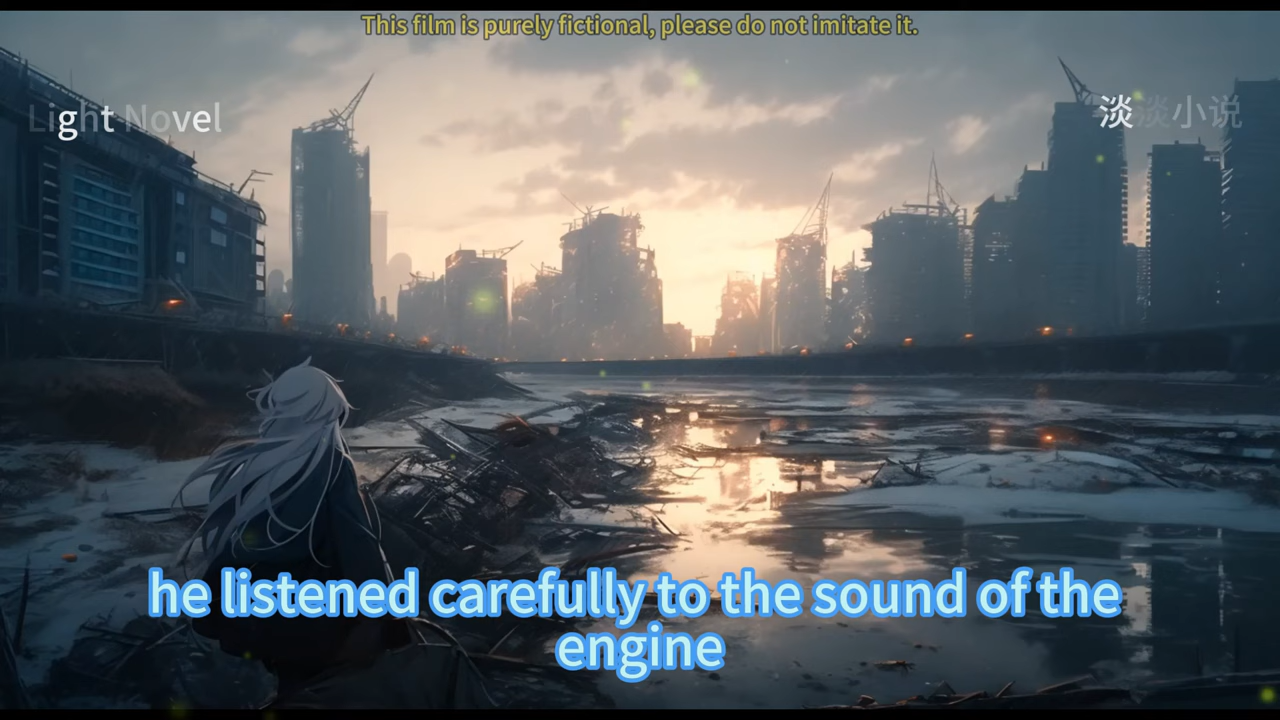 This film is purely fictional, please do not imitate it.
Light Novel
淡淡小说
he listened carefully to the sound of the
engine